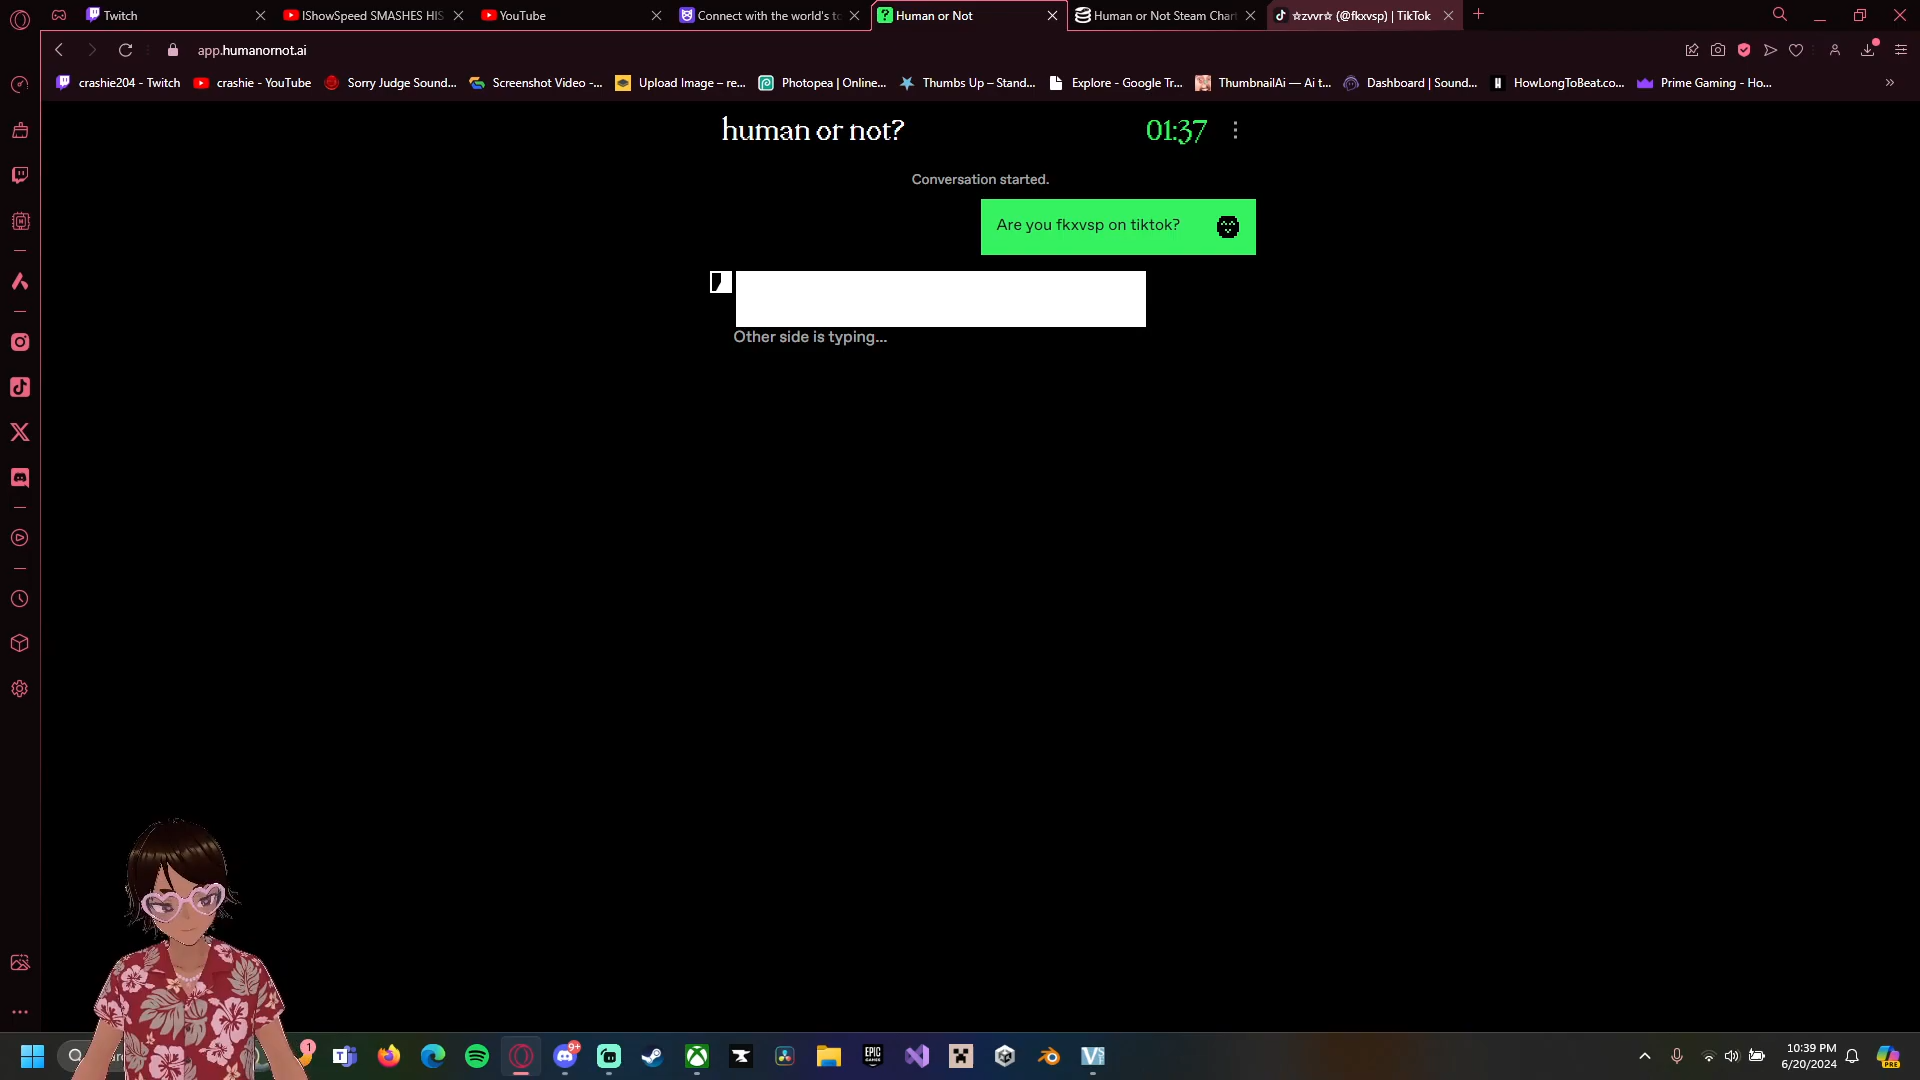 Twitch
IShowSpeed SMASHES HIS
YouTube
Connect with the world's to
Human or Not
Human or Not Steam Chart
☆zvvr☆ (@fkxvsp) | TikTok
app.humanornot.ai
crashie204 - Twitch
crashie - YouTube
Sorry Judge Sound...
Screenshot Video -...
Upload Image – re...
Photopea | Online...
Thumbs Up – Stand...
Explore - Google Tr...
ThumbnailAi — Ai t...
Dashboard | Sound...
HowLongToBeat.co...
Prime Gaming - Ho...
human or not?
01:37
Conversation started.
Are you fkxvsp on tiktok?
Other side is typing...
1
9+
10:39 PM
6/20/2024